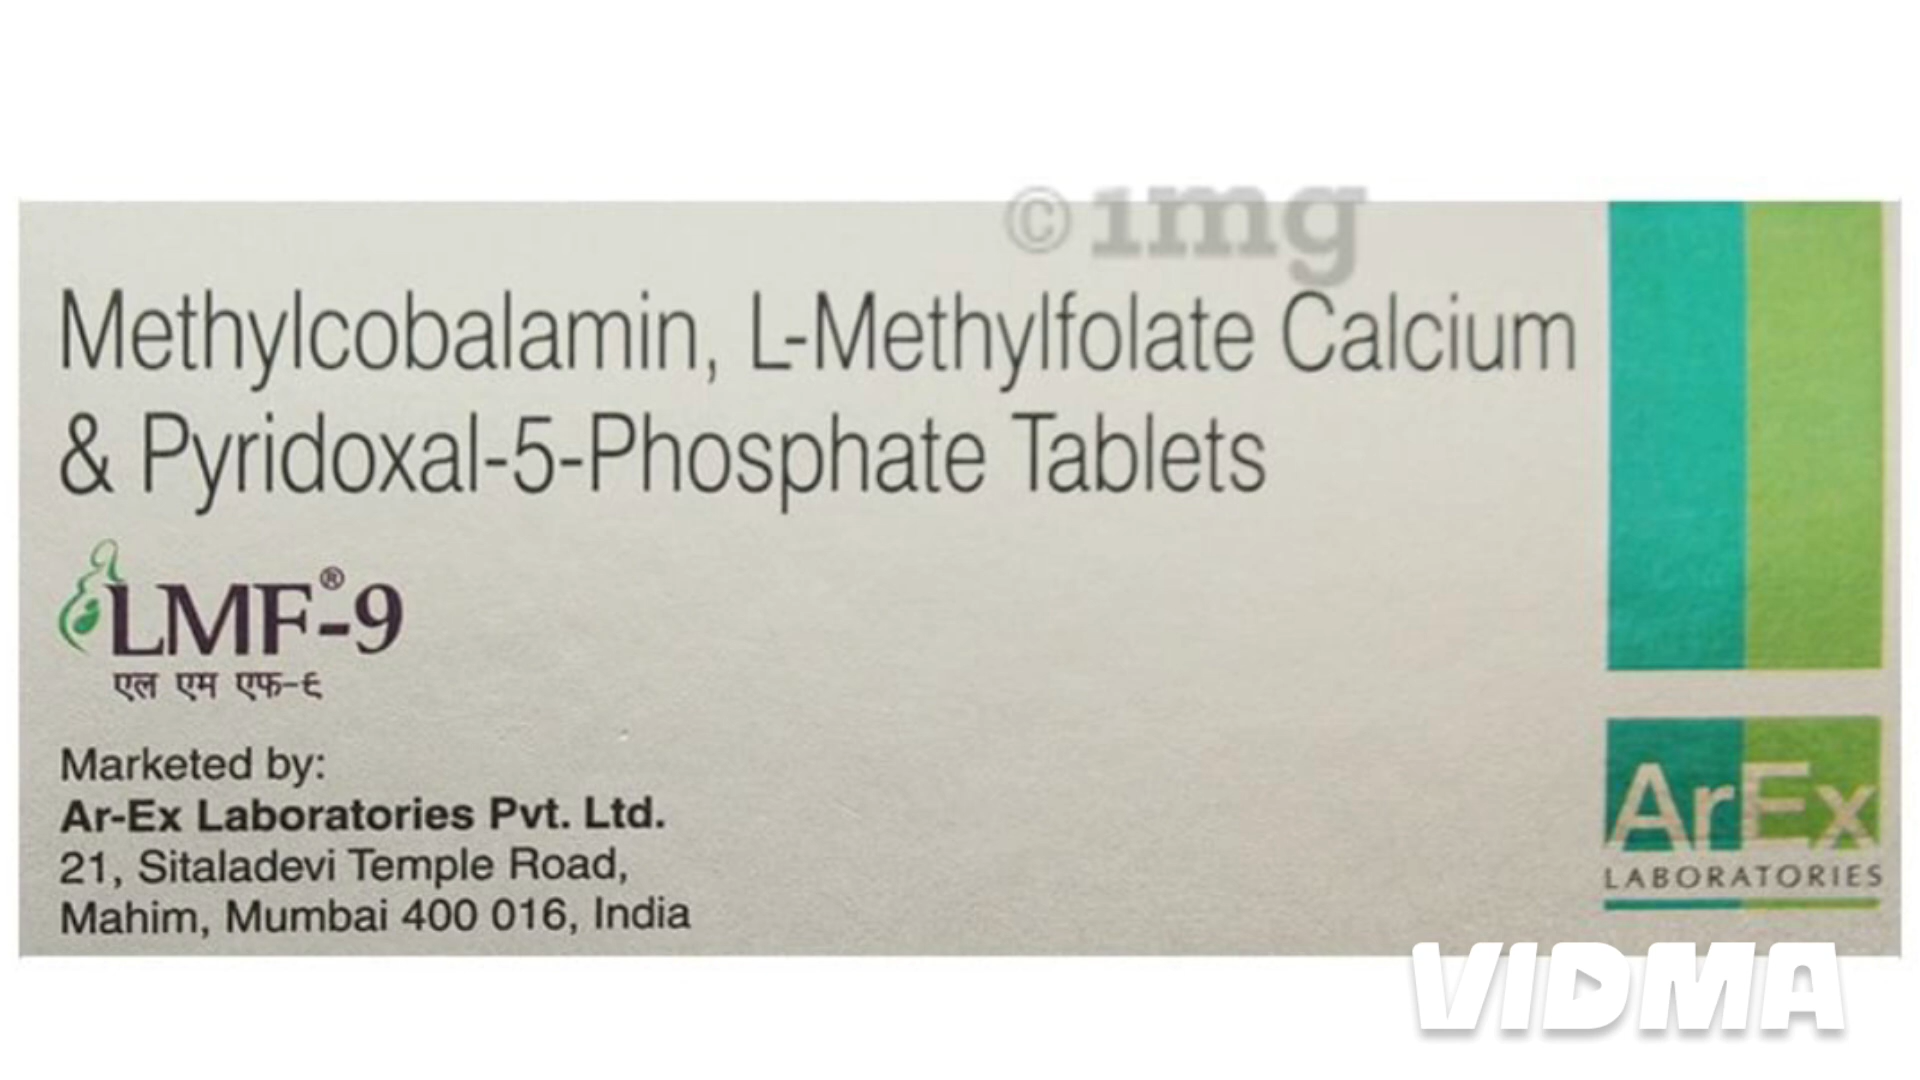 ©1mg
Methylcobalamin, L-Methylfolate Calcium
& Pyridoxal-5-Phosphate Tablets
LMF®-9
एल एम एफ-९
Marketed by:
Ar-Ex Laboratories Pvt. Ltd.
21, Sitaladevi Temple Road,
Mahim, Mumbai 400 016, India
ArEx
LABORATORIES
VIDMA